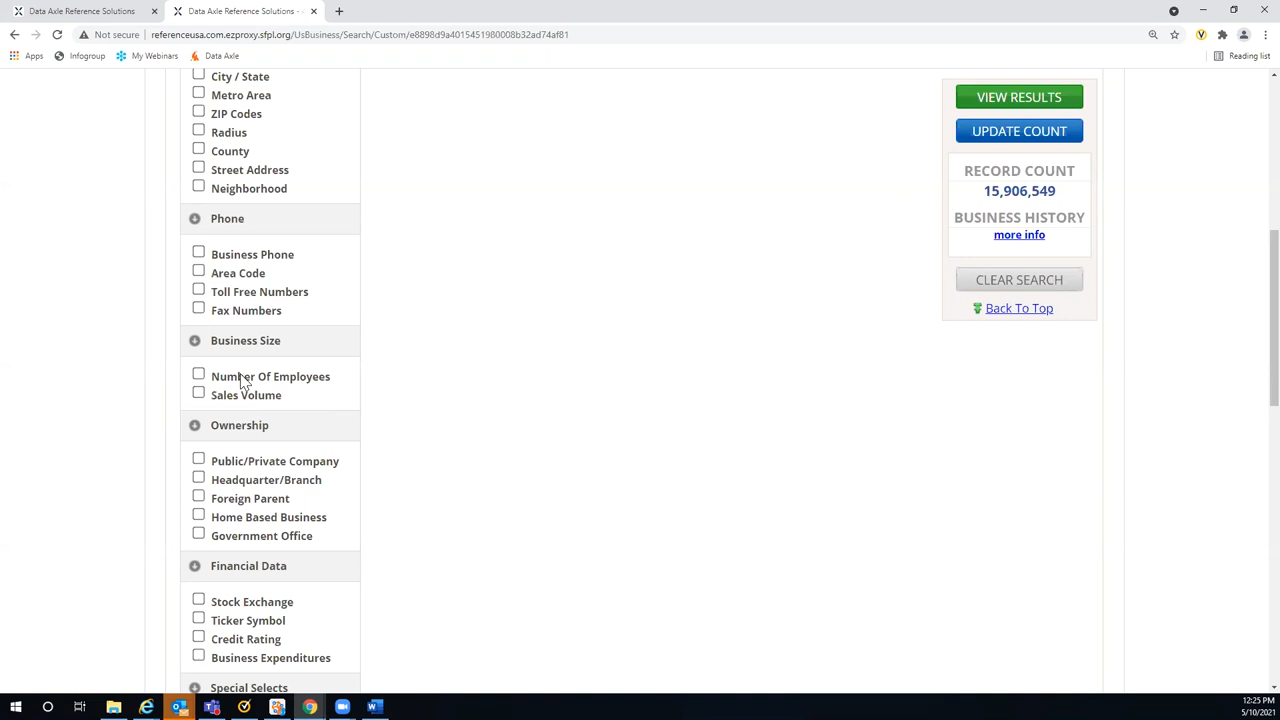 Data Axle Reference Solutions
Data Axle Reference Solutions -
Not secure
referenceusa.com.ezproxy.sfpl.org/UsBusiness/Search/Custom/e8898d9a4015451980008b32ad74af81
Apps
Infogroup
My Webinars
Data Axle
Reading list
City / State
Metro Area
ZIP Codes
Radius
County
Street Address
Neighborhood
Phone
Business Phone
Area Code
Toll Free Numbers
Fax Numbers
Business Size
Number Of Employees
Sales Volume
Ownership
Public/Private Company
Headquarter/Branch
Foreign Parent
Home Based Business
Government Office
Financial Data
Stock Exchange
Ticker Symbol
Credit Rating
Business Expenditures
Special Selects
VIEW RESULTS
UPDATE COUNT
RECORD COUNT
15,906,549
BUSINESS HISTORY
more info
CLEAR SEARCH
Back To Top
12:25 PM
5/10/2021